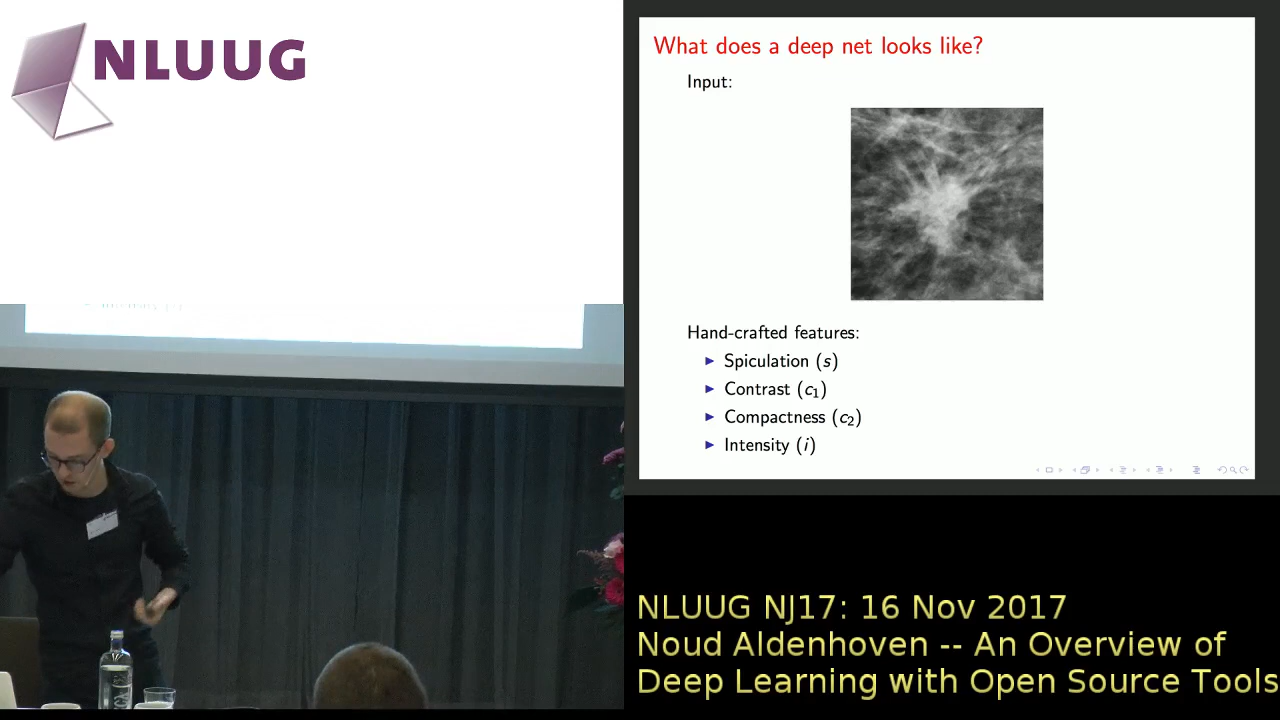 NLUUG
What does a deep net looks like?
Input:
Hand-crafted features:
Spiculation (s)
Contrast (c₁)
Compactness (c₂)
Intensity (i)
NLUUG NJ17: 16 Nov 2017
Noud Aldenhoven -- An Overview of
Deep Learning with Open Source Tools